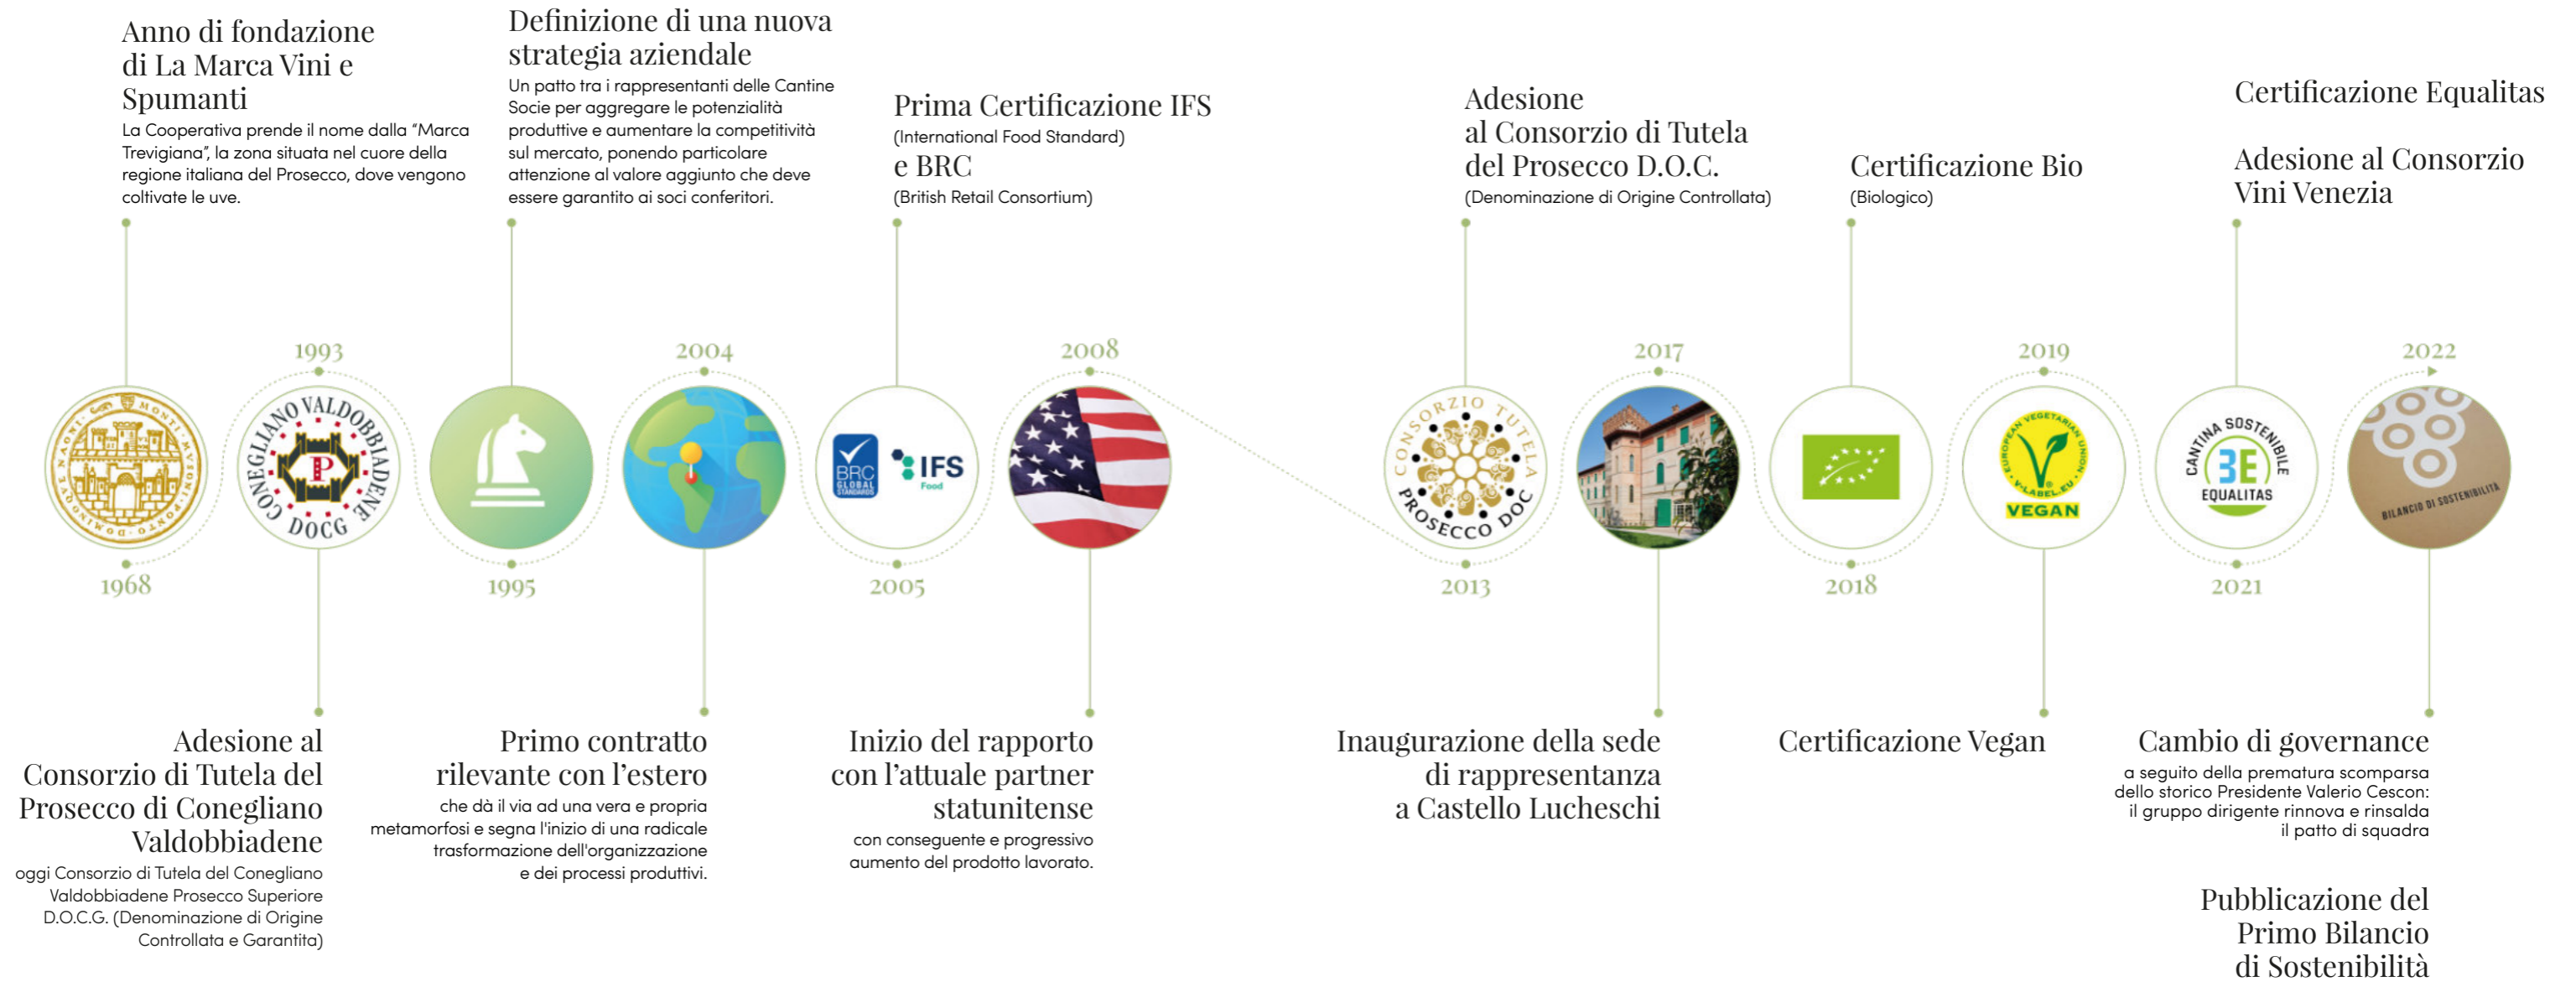 Anno di fondazione
di La Marca Vini e
Spumanti
La Cooperativa prende il nome dalla “Marca
Trevigiana”, la zona situata nel cuore della
regione italiana del Prosecco, dove vengono
coltivate le uve.
1968
1993
CONEGLIANO VALDOBBIADENE
P
DOCG
Adesione al
Consorzio di Tutela del
Prosecco di Conegliano
Valdobbiadene
oggi Consorzio di Tutela del Conegliano
Valdobbiadene Prosecco Superiore
D.O.C.G. (Denominazione di Origine
Controllata e Garantita)
Definizione di una nuova
strategia aziendale
Un patto tra i rappresentanti delle Cantine
Socie per aggregare le potenzialità
produttive e aumentare la competitività
sul mercato, ponendo particolare
attenzione al valore aggiunto che deve
essere garantito ai soci conferitori.
1995
2004
Primo contratto
rilevante con l’estero
che dà il via ad una vera e propria
metamorfosi e segna l'inizio di una radicale
trasformazione dell'organizzazione
e dei processi produttivi.
Prima Certificazione IFS
(International Food Standard)
e BRC
(British Retail Consortium)
BRC
GLOBAL
STANDARDS
IFS
Food
2005
2008
Inizio del rapporto
con l’attuale partner
statunitense
con conseguente e progressivo
aumento del prodotto lavorato.
Adesione
al Consorzio di Tutela
del Prosecco D.O.C.
(Denominazione di Origine Controllata)
CONSORZIO TUTELA
PROSECCO DOC
2013
2017
Inaugurazione della sede
di rappresentanza
a Castello Lucheschi
Certificazione Bio
(Biologico)
2018
2019
EUROPEAN VEGETARIAN UNION
V-LABEL.EU
®
VEGAN
Certificazione Vegan
Certificazione Equalitas
Adesione al Consorzio
Vini Venezia
CANTINA SOSTENIBILE
3E
EQUALITAS
2021
2022
BILANCIO DI SOSTENIBILITÀ
Cambio di governance
a seguito della prematura scomparsa
dello storico Presidente Valerio Cescon:
il gruppo dirigente rinnova e rinsalda
il patto di squadra
Pubblicazione del
Primo Bilancio
di Sostenibilità